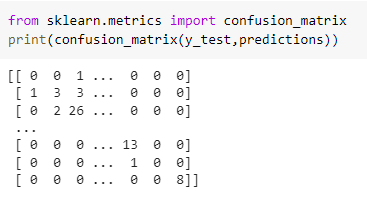 from sklearn.metrics import confusion_matrix
print(confusion_matrix(y_test,predictions))
[[ 0  0  1 ...  0  0  0]
 [ 1  3  3 ...  0  0  0]
 [ 0  2 26 ...  0  0  0]
 ...
 [ 0  0  0 ... 13  0  0]
 [ 0  0  0 ...  1  0  0]
 [ 0  0  0 ...  0  0  8]]